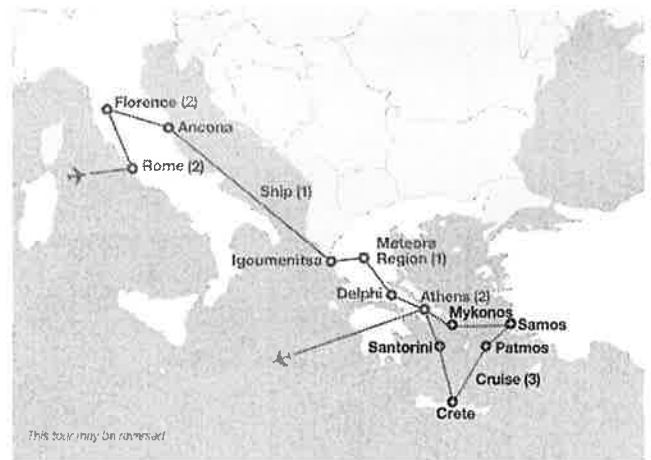 Florence (2)
Ancona
Rome (2)
Ship (1)
Igoumenitsa
Meteora
Region (1)
Delphi
Athens (2)
Mykonos
Samos
Santorini
Patmos
Cruise (3)
Crete
This tour may be reversed